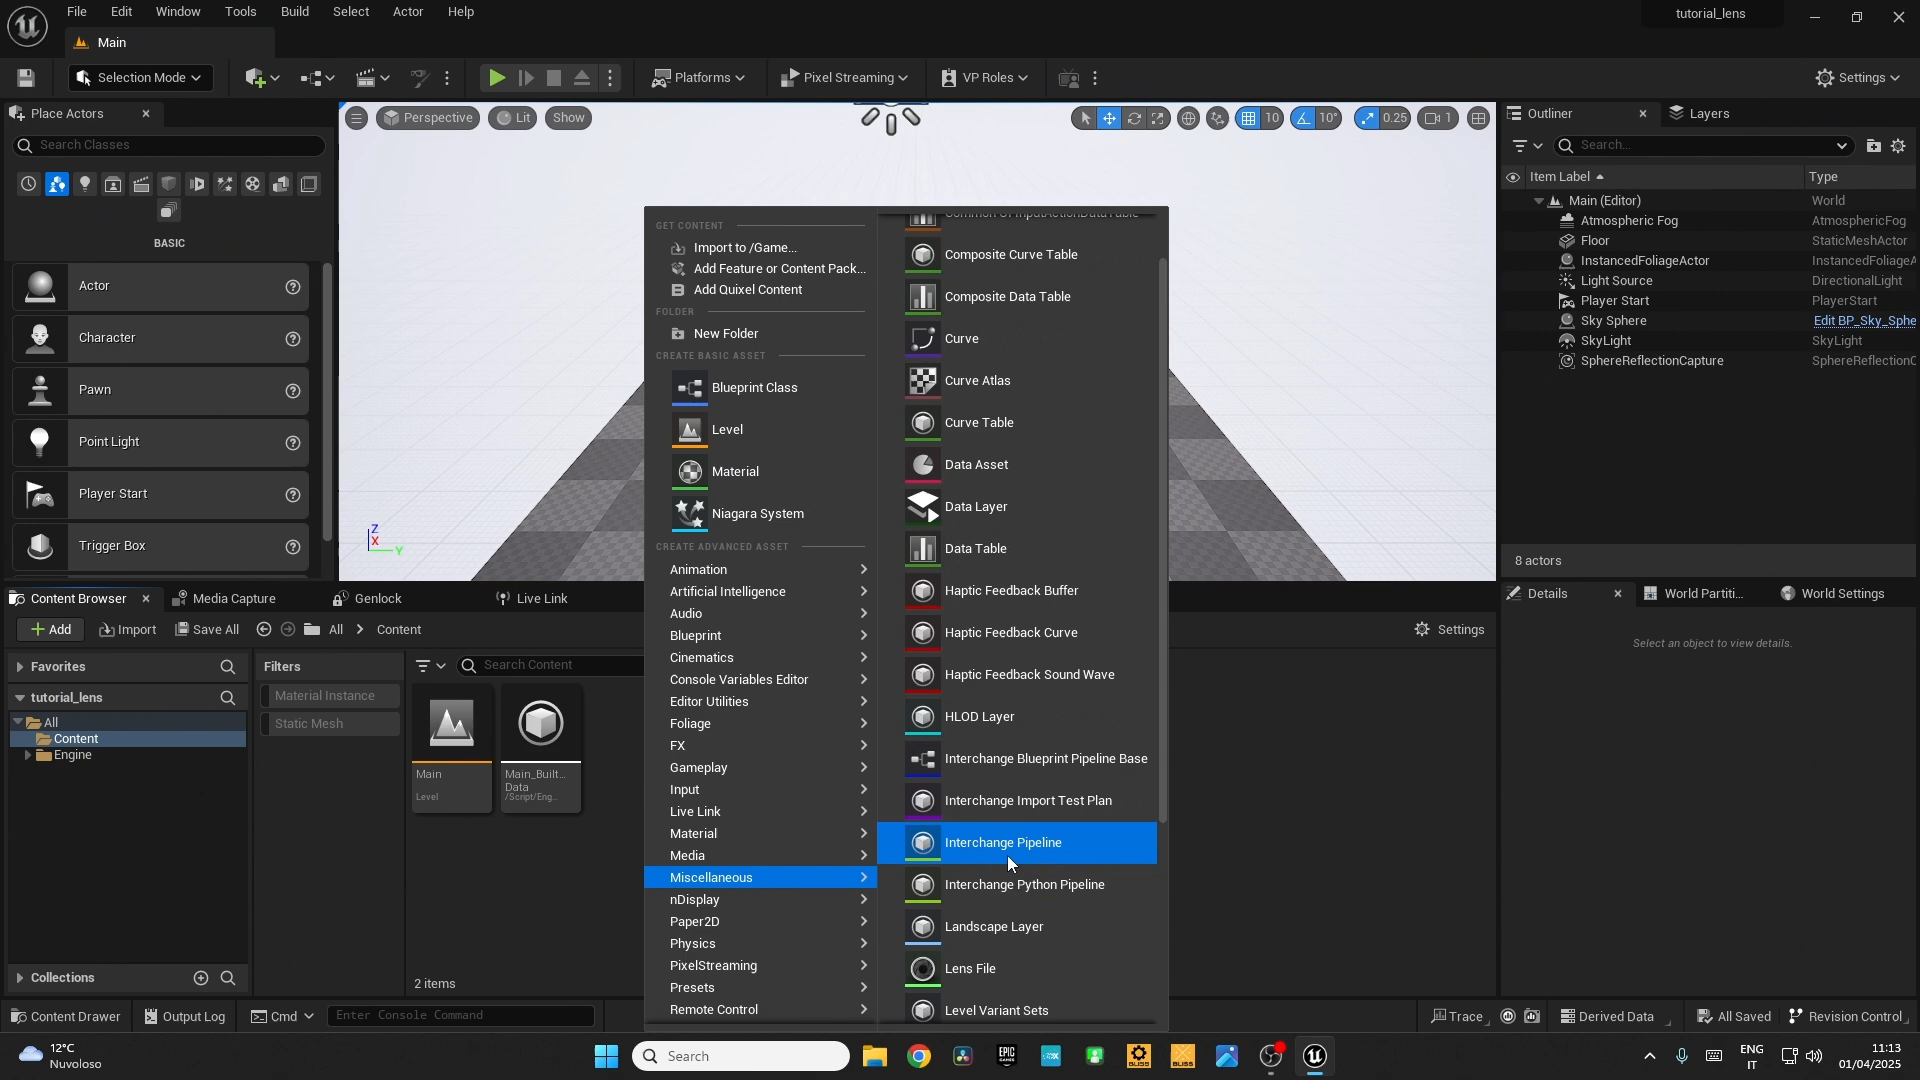 File Edit Window Tools Build Select Actor Help
tutorial_lens
Main
Selection Mode
Platforms
Pixel Streaming
VP Roles
Settings
Place Actors
Search Classes
BASIC
Actor
Character
Pawn
Point Light
Player Start
Trigger Box
Perspective
Lit
Show
10
10°
0.25
1
Z
X
Y
Outliner
Layers
Search...
Item Label
Type
Main (Editor) World
Atmospheric Fog AtmosphericFog
Floor StaticMeshActor
InstancedFoliageActor InstancedFoliageA
Light Source DirectionalLight
Player Start PlayerStart
Sky Sphere Edit BP_Sky_Sphe
SkyLight SkyLight
SphereReflectionCapture SphereReflectionC
8 actors
Details
World Partiti...
World Settings
Select an object to view details.
GET CONTENT
Import to /Game...
Add Feature or Content Pack...
Add Quixel Content
FOLDER
New Folder
CREATE BASIC ASSET
Blueprint Class
Level
Material
Niagara System
CREATE ADVANCED ASSET
Animation
Artificial Intelligence
Audio
Blueprint
Cinematics
Console Variables Editor
Editor Utilities
Foliage
FX
Gameplay
Input
Live Link
Material
Media
Miscellaneous
nDisplay
Paper2D
Physics
PixelStreaming
Presets
Remote Control
Composite Curve Table
Composite Data Table
Curve
Curve Atlas
Curve Table
Data Asset
Data Layer
Data Table
Haptic Feedback Buffer
Haptic Feedback Curve
Haptic Feedback Sound Wave
HLOD Layer
Interchange Blueprint Pipeline Base
Interchange Import Test Plan
Interchange Pipeline
Interchange Python Pipeline
Landscape Layer
Lens File
Level Variant Sets
Content Browser
Media Capture
Genlock
Live Link
Add
Import
Save All
All
Content
Settings
Favorites
tutorial_lens
All
Content
Engine
Collections
Filters
Material Instance
Static Mesh
Search Content
Main
Level
Main_Built...
Data
/Script/Eng...
2 items
Content Drawer
Output Log
Cmd
Enter Console Command
Trace
Derived Data
All Saved
Revision Control
12°C
Nuvoloso
Search
EPIC
GAMES
BLISS
BLISS
ENG
IT
11:13
01/04/2025